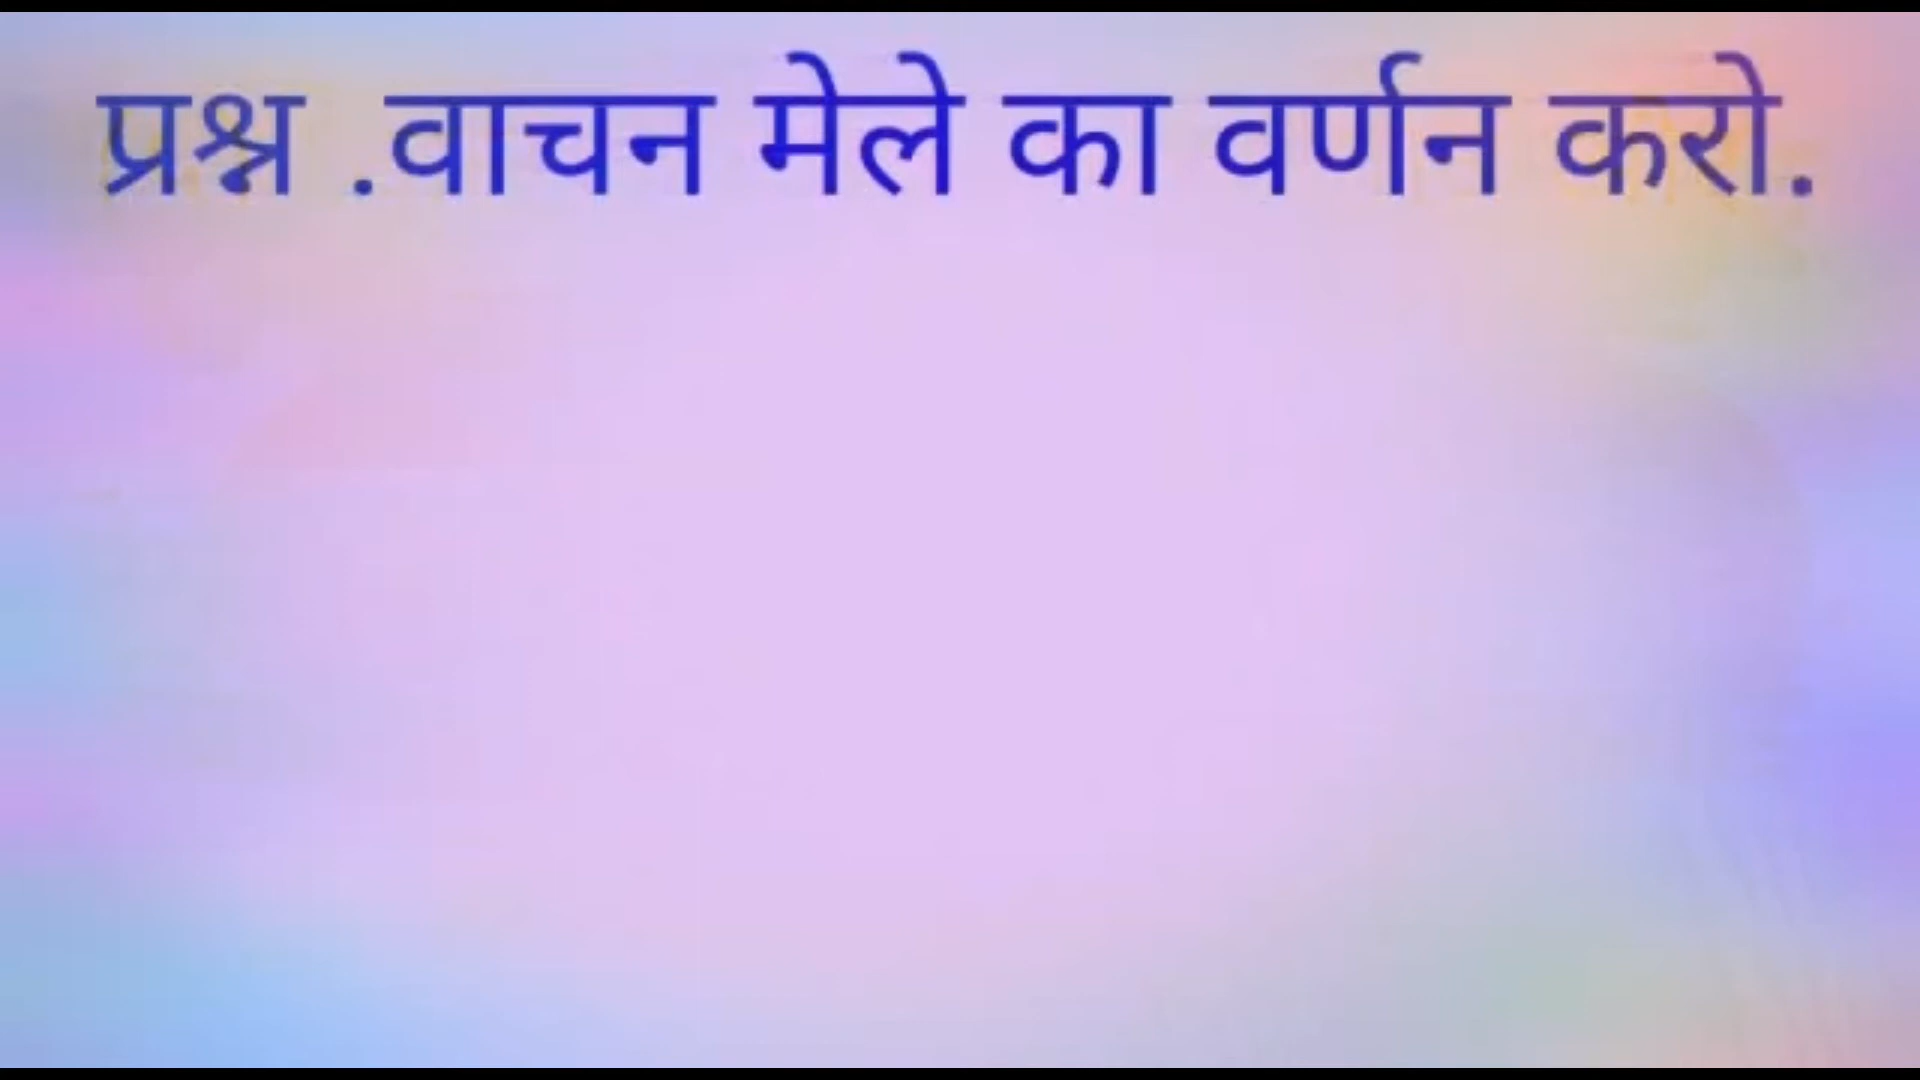 प्रश्न .वाचन मेले का वर्णन करो.